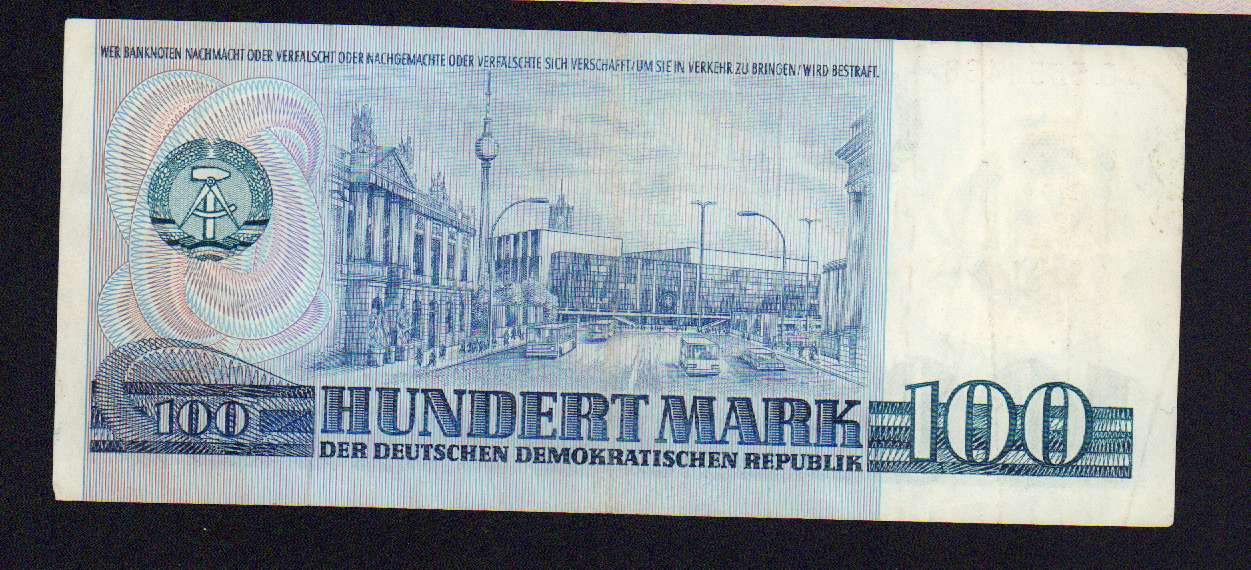 WER BANKNOTEN NACHMACHT ODER VERFÄLSCHT ODER NACHGEMACHTE ODER VERFÄLSCHTE SICH VERSCHAFFT/UM SIE IN VERKEHR ZU BRINGEN/WIRD BESTRAFT.
100
HUNDERT MARK
100
DER DEUTSCHEN DEMOKRATISCHEN REPUBLIK